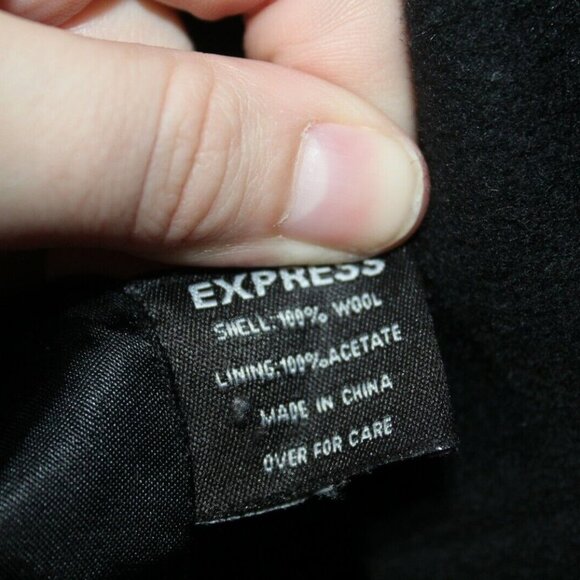 EXPRESS
SHELL:100% WOOL
LINING:100% ACETATE
MADE IN CHINA
OVER FOR CARE